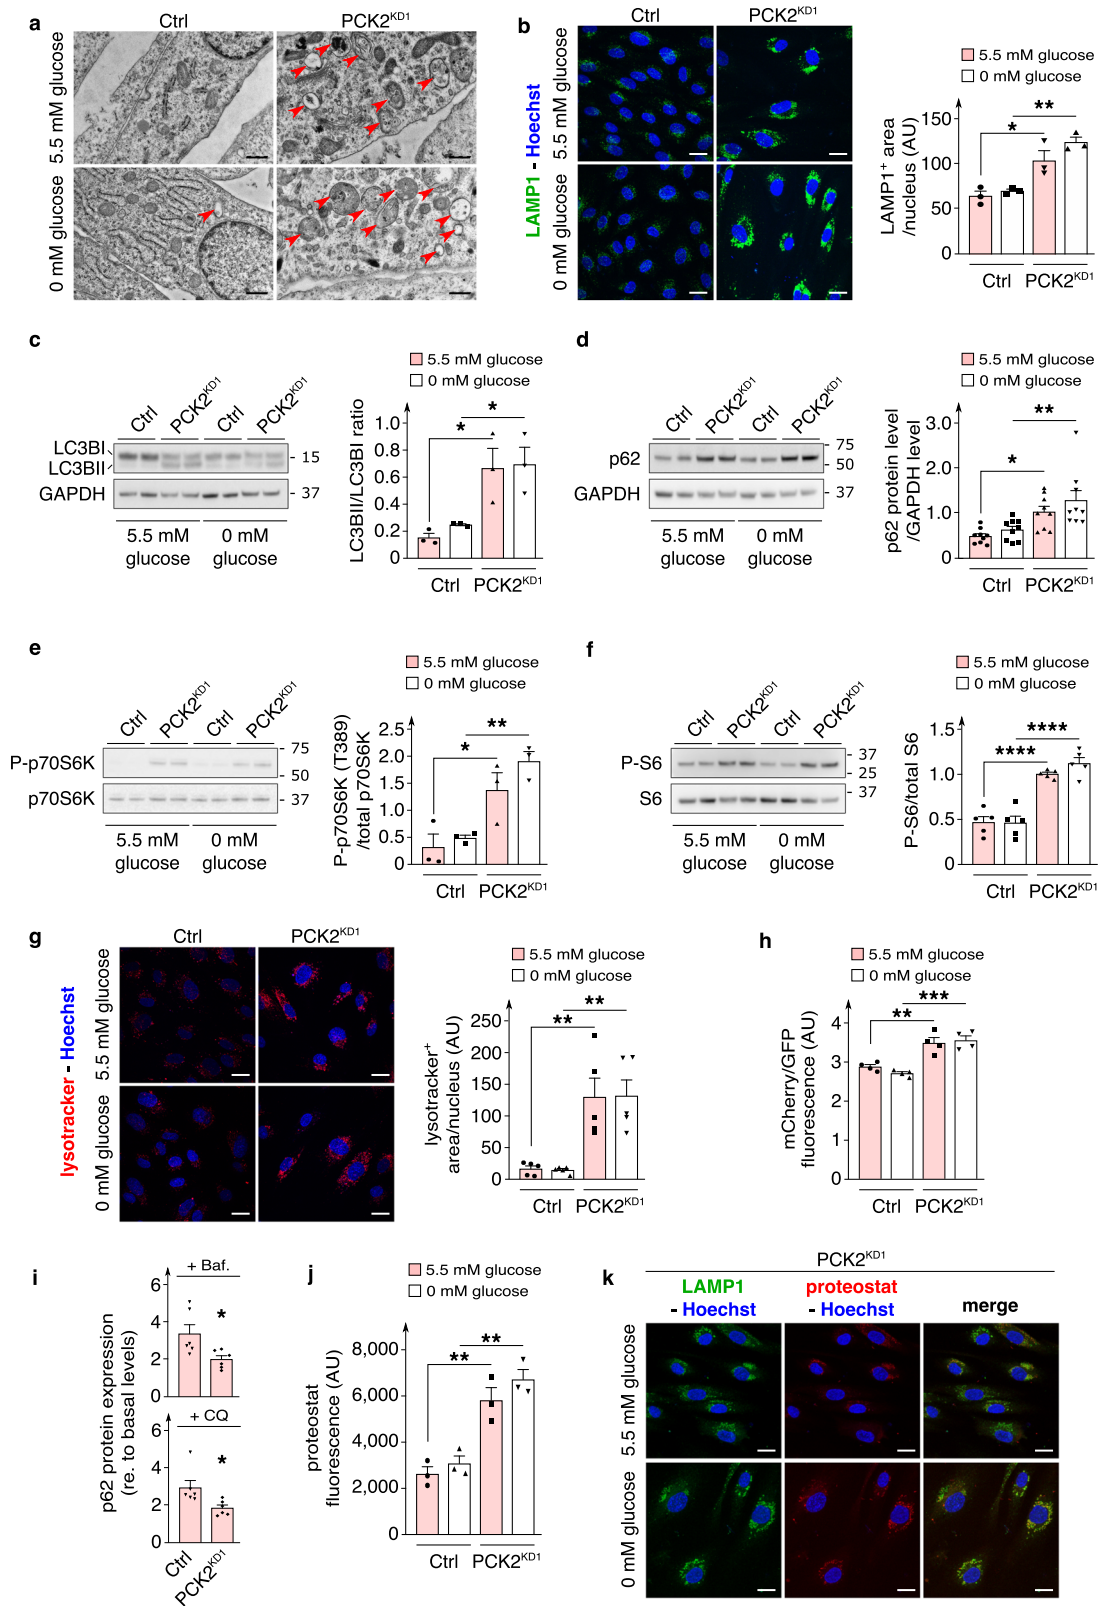 a
Ctrl
PCK2KD1
5.5 mM glucose
0 mM glucose
b
Ctrl
PCK2KD1
LAMP1 - Hoechst
5.5 mM glucose
0 mM glucose
5.5 mM glucose
0 mM glucose
LAMP1+ area
/nucleus (AU)
150
100
50
0
*
**
Ctrl PCK2KD1
c
Ctrl PCK2KD1 Ctrl PCK2KD1
LC3BI
LC3BII
GAPDH
- 15
- 37
5.5 mM glucose
0 mM glucose
5.5 mM glucose
0 mM glucose
LC3BII/LC3BI ratio
1.0
0.8
0.6
0.4
0.2
0
*
*
Ctrl PCK2KD1
d
Ctrl PCK2KD1 Ctrl PCK2KD1
p62
GAPDH
75
50
- 37
5.5 mM glucose
0 mM glucose
5.5 mM glucose
0 mM glucose
p62 protein level
/GAPDH level
3.0
2.0
1.0
0
*
**
Ctrl PCK2KD1
e
Ctrl PCK2KD1 Ctrl PCK2KD1
P-p70S6K
p70S6K
75
50
- 37
5.5 mM glucose
0 mM glucose
5.5 mM glucose
0 mM glucose
P-p70S6K (T389)
/total p70S6K
2.5
2.0
1.5
1.0
0.5
0
*
**
Ctrl PCK2KD1
f
Ctrl PCK2KD1 Ctrl PCK2KD1
P-S6
S6
37
25
- 37
5.5 mM glucose
0 mM glucose
5.5 mM glucose
0 mM glucose
P-S6/total S6
1.5
1.0
0.5
0
****
****
Ctrl PCK2KD1
g
Ctrl
PCK2KD1
lysotracker - Hoechst
5.5 mM glucose
0 mM glucose
5.5 mM glucose
0 mM glucose
lysotracker+
area/nucleus (AU)
250
200
150
100
50
0
**
**
Ctrl PCK2KD1
h
5.5 mM glucose
0 mM glucose
mCherry/GFP
fluorescence (AU)
4
3
2
1
0
**
***
Ctrl PCK2KD1
i
p62 protein expression
(re. to basal levels)
+ Baf.
6
4
2
0
*
+ CQ
6
4
2
0
*
Ctrl
PCK2KD1
j
5.5 mM glucose
0 mM glucose
proteostat
fluorescence (AU)
8,000
6,000
4,000
2,000
0
**
**
Ctrl PCK2KD1
k
PCK2KD1
LAMP1
- Hoechst
proteostat
- Hoechst
merge
5.5 mM glucose
0 mM glucose